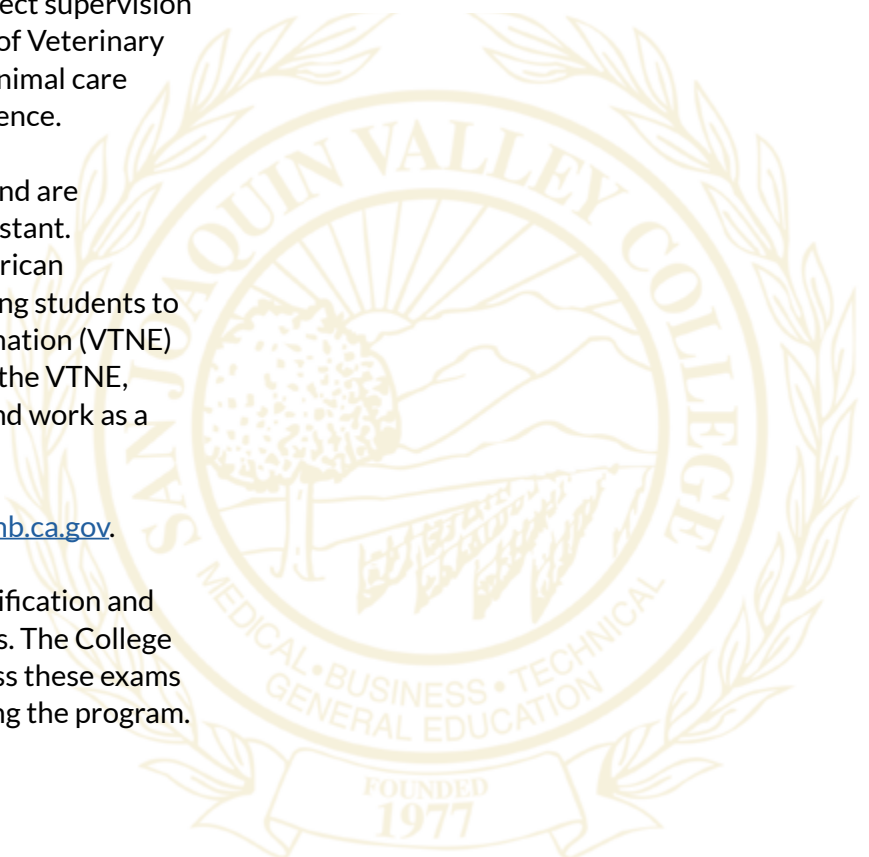 ect supervision
of Veterinary
nimal care
ence.
nd are
stant.
rican
ng students to
nation (VTNE)
the VTNE,
nd work as a
nb.ca.gov.
ification and
s. The College
ss these exams
ng the program.
SAN JOAQUIN VALLEY COLLEGE
MEDICAL • BUSINESS • TECHNICAL
GENERAL EDUCATION
FOUNDED
1977